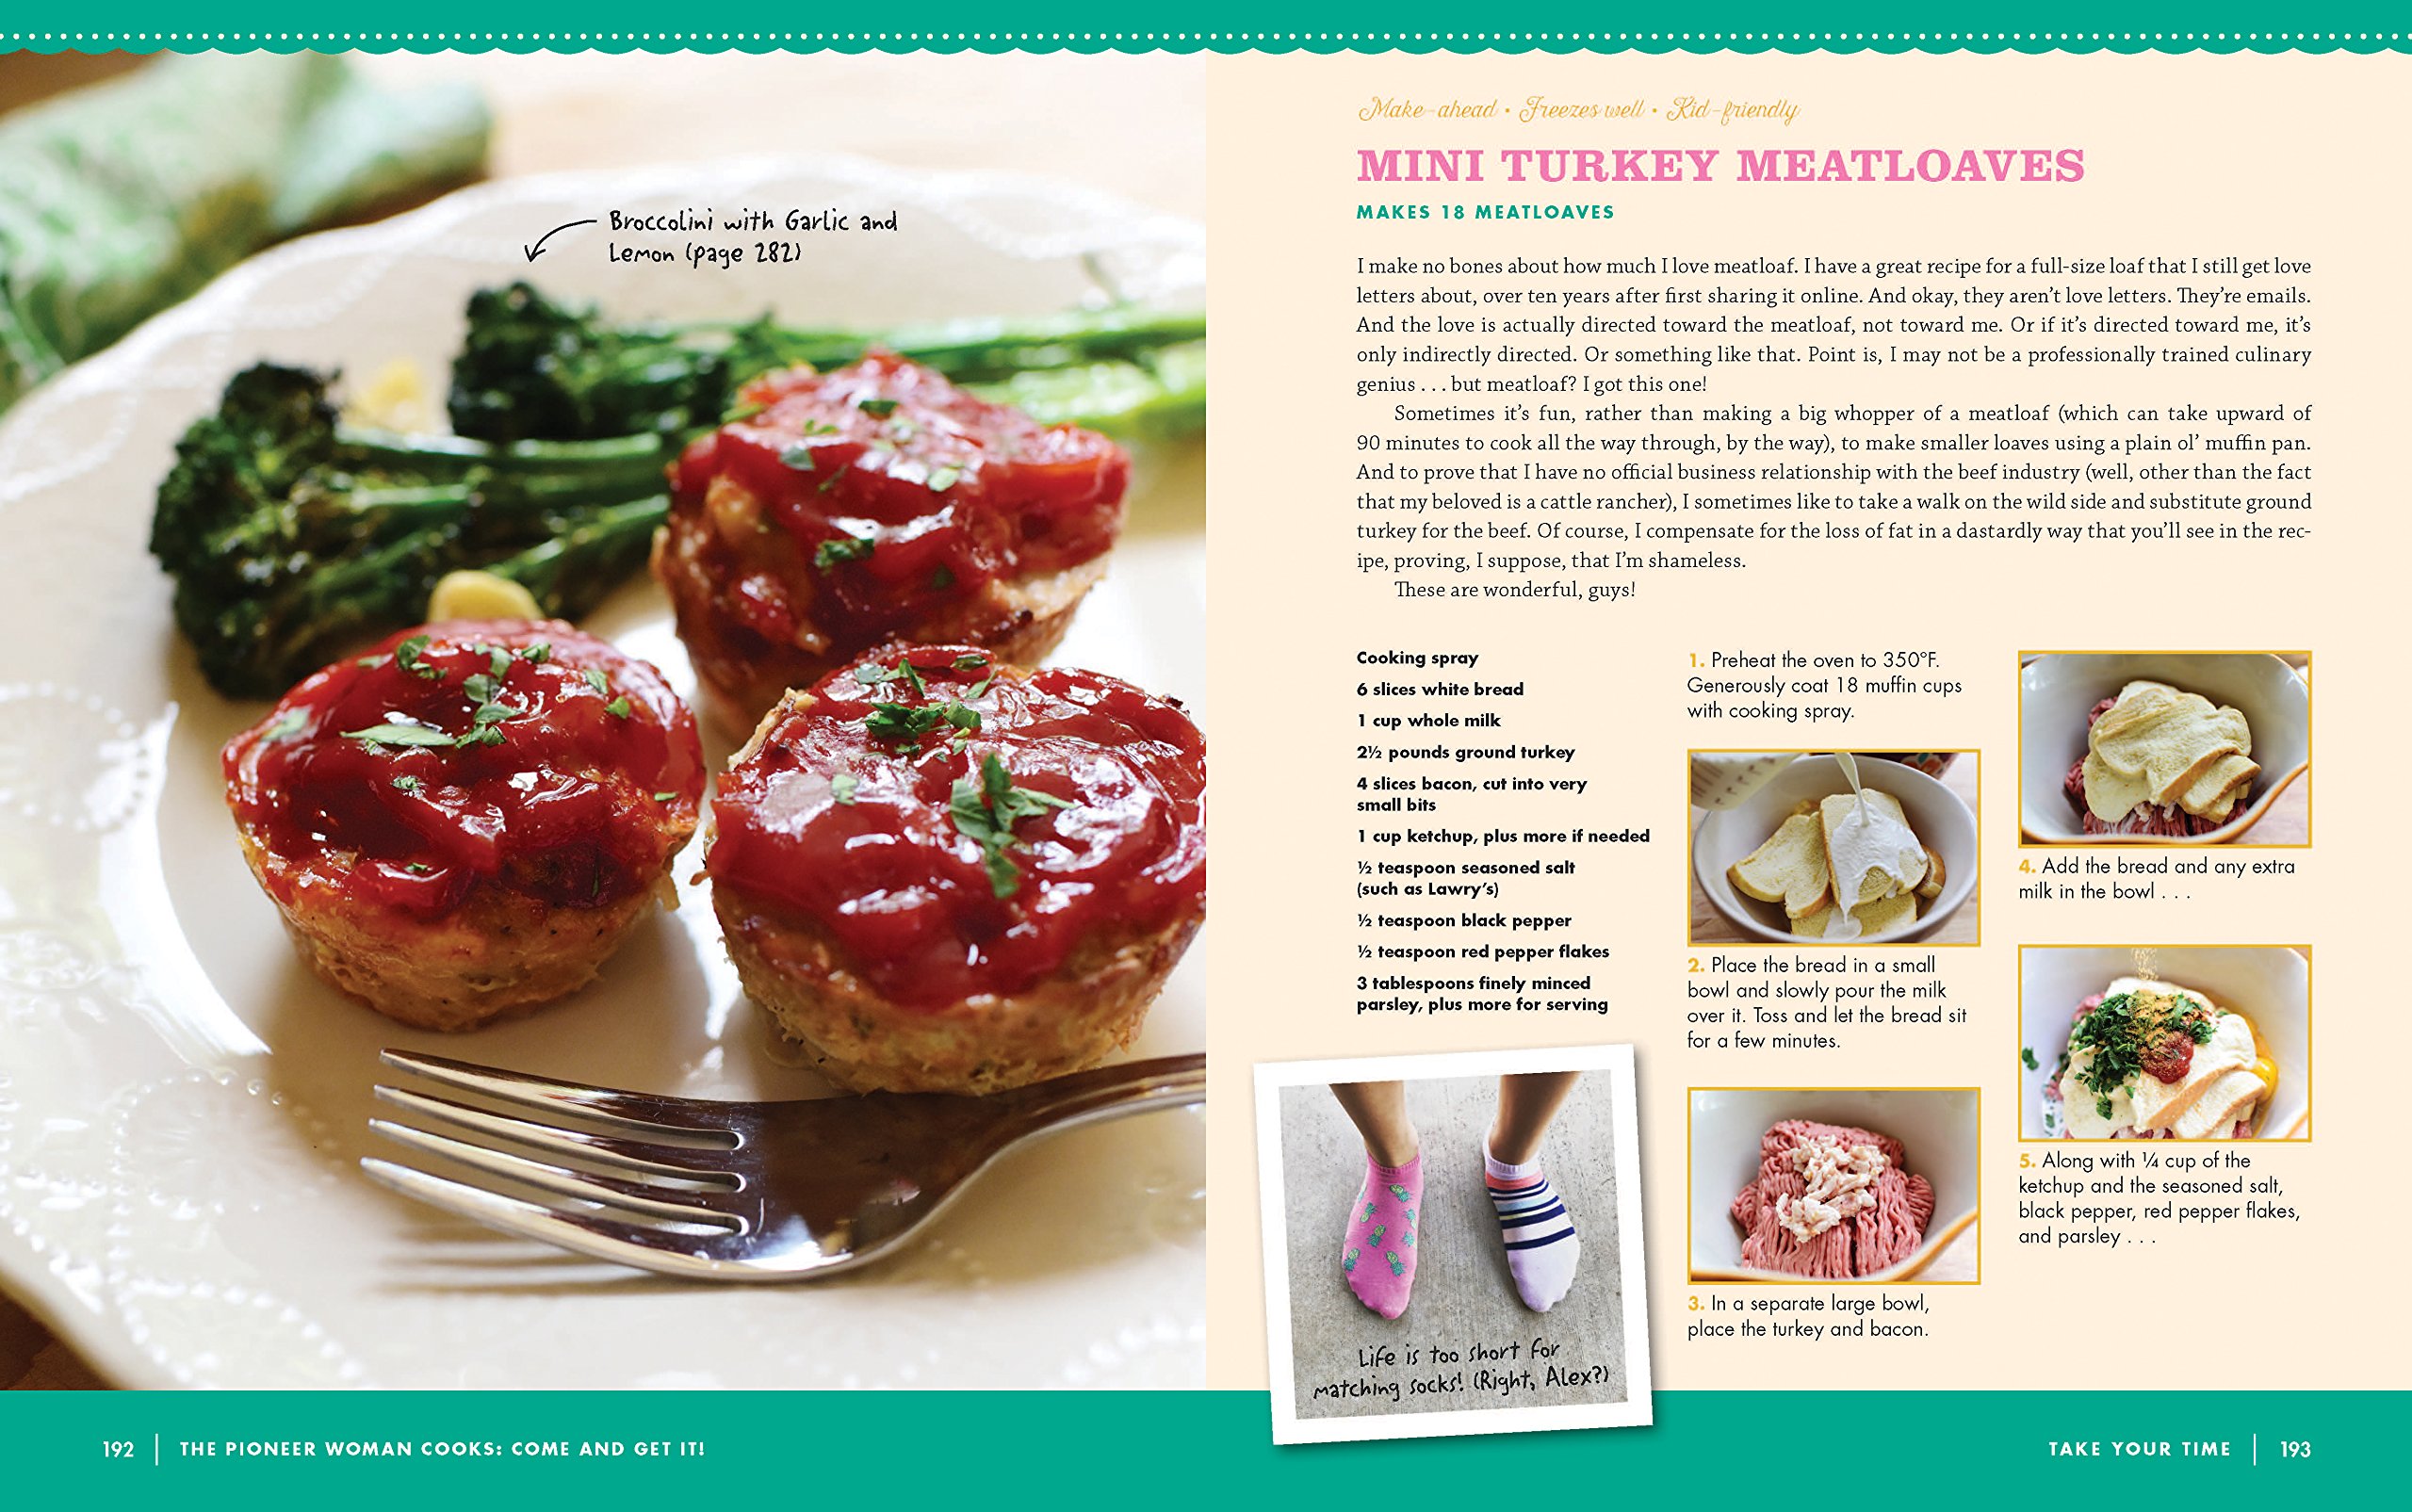 Broccolini with Garlic and
Lemon (page 282)
192
THE PIONEER WOMAN COOKS: COME AND GET IT!
Make-ahead • Freezes well • Kid-friendly
MINI TURKEY MEATLOAVES
MAKES 18 MEATLOAVES
I make no bones about how much I love meatloaf. I have a great recipe for a full-size loaf that I still get love
letters about, over ten years after first sharing it online. And okay, they aren’t love letters. They’re emails.
And the love is actually directed toward the meatloaf, not toward me. Or if it’s directed toward me, it’s
only indirectly directed. Or something like that. Point is, I may not be a professionally trained culinary
genius . . . but meatloaf? I got this one!
Sometimes it’s fun, rather than making a big whopper of a meatloaf (which can take upward of
90 minutes to cook all the way through, by the way), to make smaller loaves using a plain ol’ muffin pan.
And to prove that I have no official business relationship with the beef industry (well, other than the fact
that my beloved is a cattle rancher), I sometimes like to take a walk on the wild side and substitute ground
turkey for the beef. Of course, I compensate for the loss of fat in a dastardly way that you’ll see in the rec-
ipe, proving, I suppose, that I’m shameless.
These are wonderful, guys!
Cooking spray
6 slices white bread
1 cup whole milk
2½ pounds ground turkey
4 slices bacon, cut into very
small bits
1 cup ketchup, plus more if needed
½ teaspoon seasoned salt
(such as Lawry’s)
½ teaspoon black pepper
½ teaspoon red pepper flakes
3 tablespoons finely minced
parsley, plus more for serving
Life is too short for
matching socks! (Right, Alex?)
1. Preheat the oven to 350ºF.
Generously coat 18 muffin cups
with cooking spray.
2. Place the bread in a small
bowl and slowly pour the milk
over it. Toss and let the bread sit
for a few minutes.
3. In a separate large bowl,
place the turkey and bacon.
4. Add the bread and any extra
milk in the bowl . . .
5. Along with ¼ cup of the
ketchup and the seasoned salt,
black pepper, red pepper flakes,
and parsley . . .
TAKE YOUR TIME
193